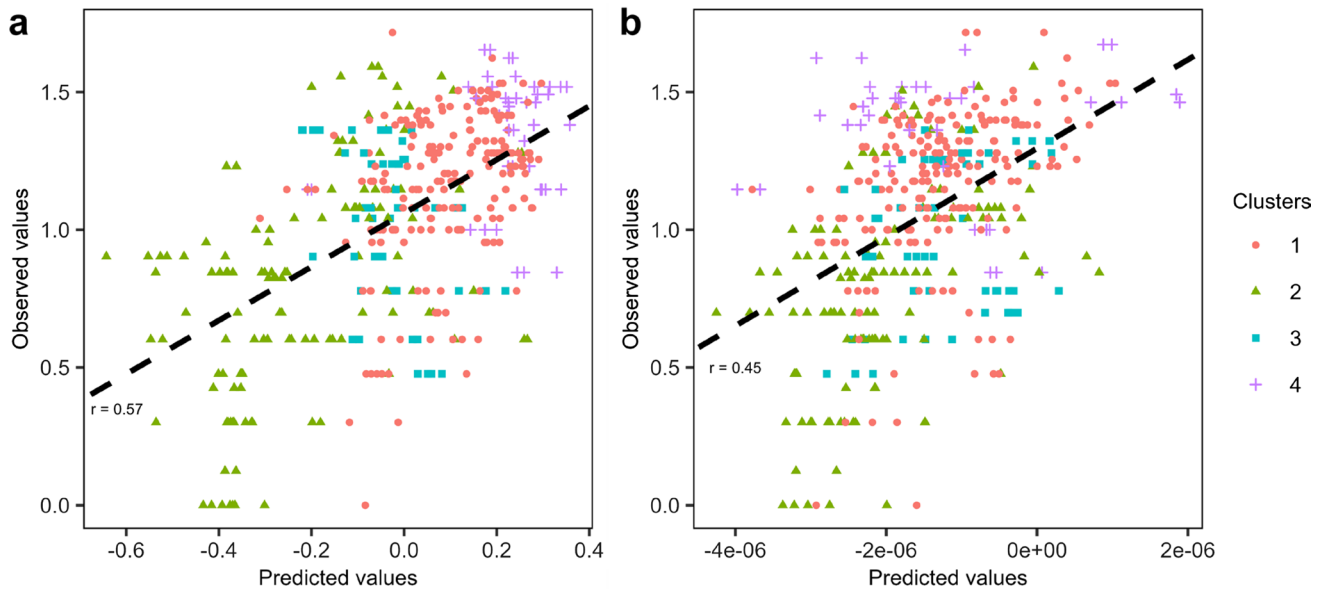 a
Observed values
1.5
1.0
0.5
0.0
r = 0.57
-0.6
-0.4
-0.2
0.0
0.2
0.4
Predicted values
b
Observed values
1.5
1.0
0.5
0.0
r = 0.45
-4e-06
-2e-06
0e+00
2e-06
Predicted values
Clusters
1
2
3
4